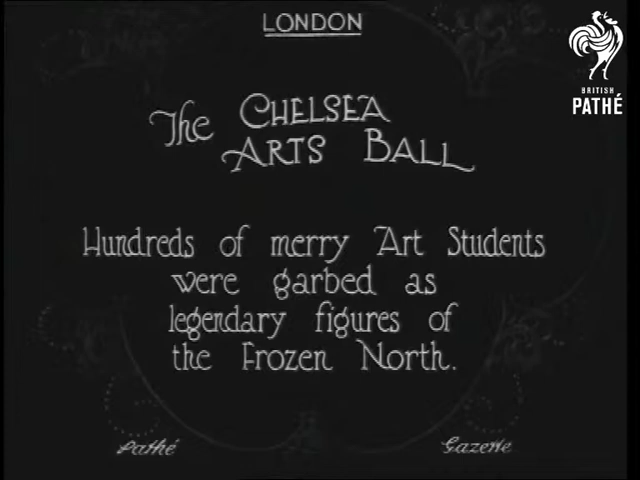 LONDON
BRITISH
PATHÉ
The CHELSEA
ARTS BALL
Hundreds of merry Art Students
were garbed as
legendary figures of
the Frozen North.
Pathé Gazette